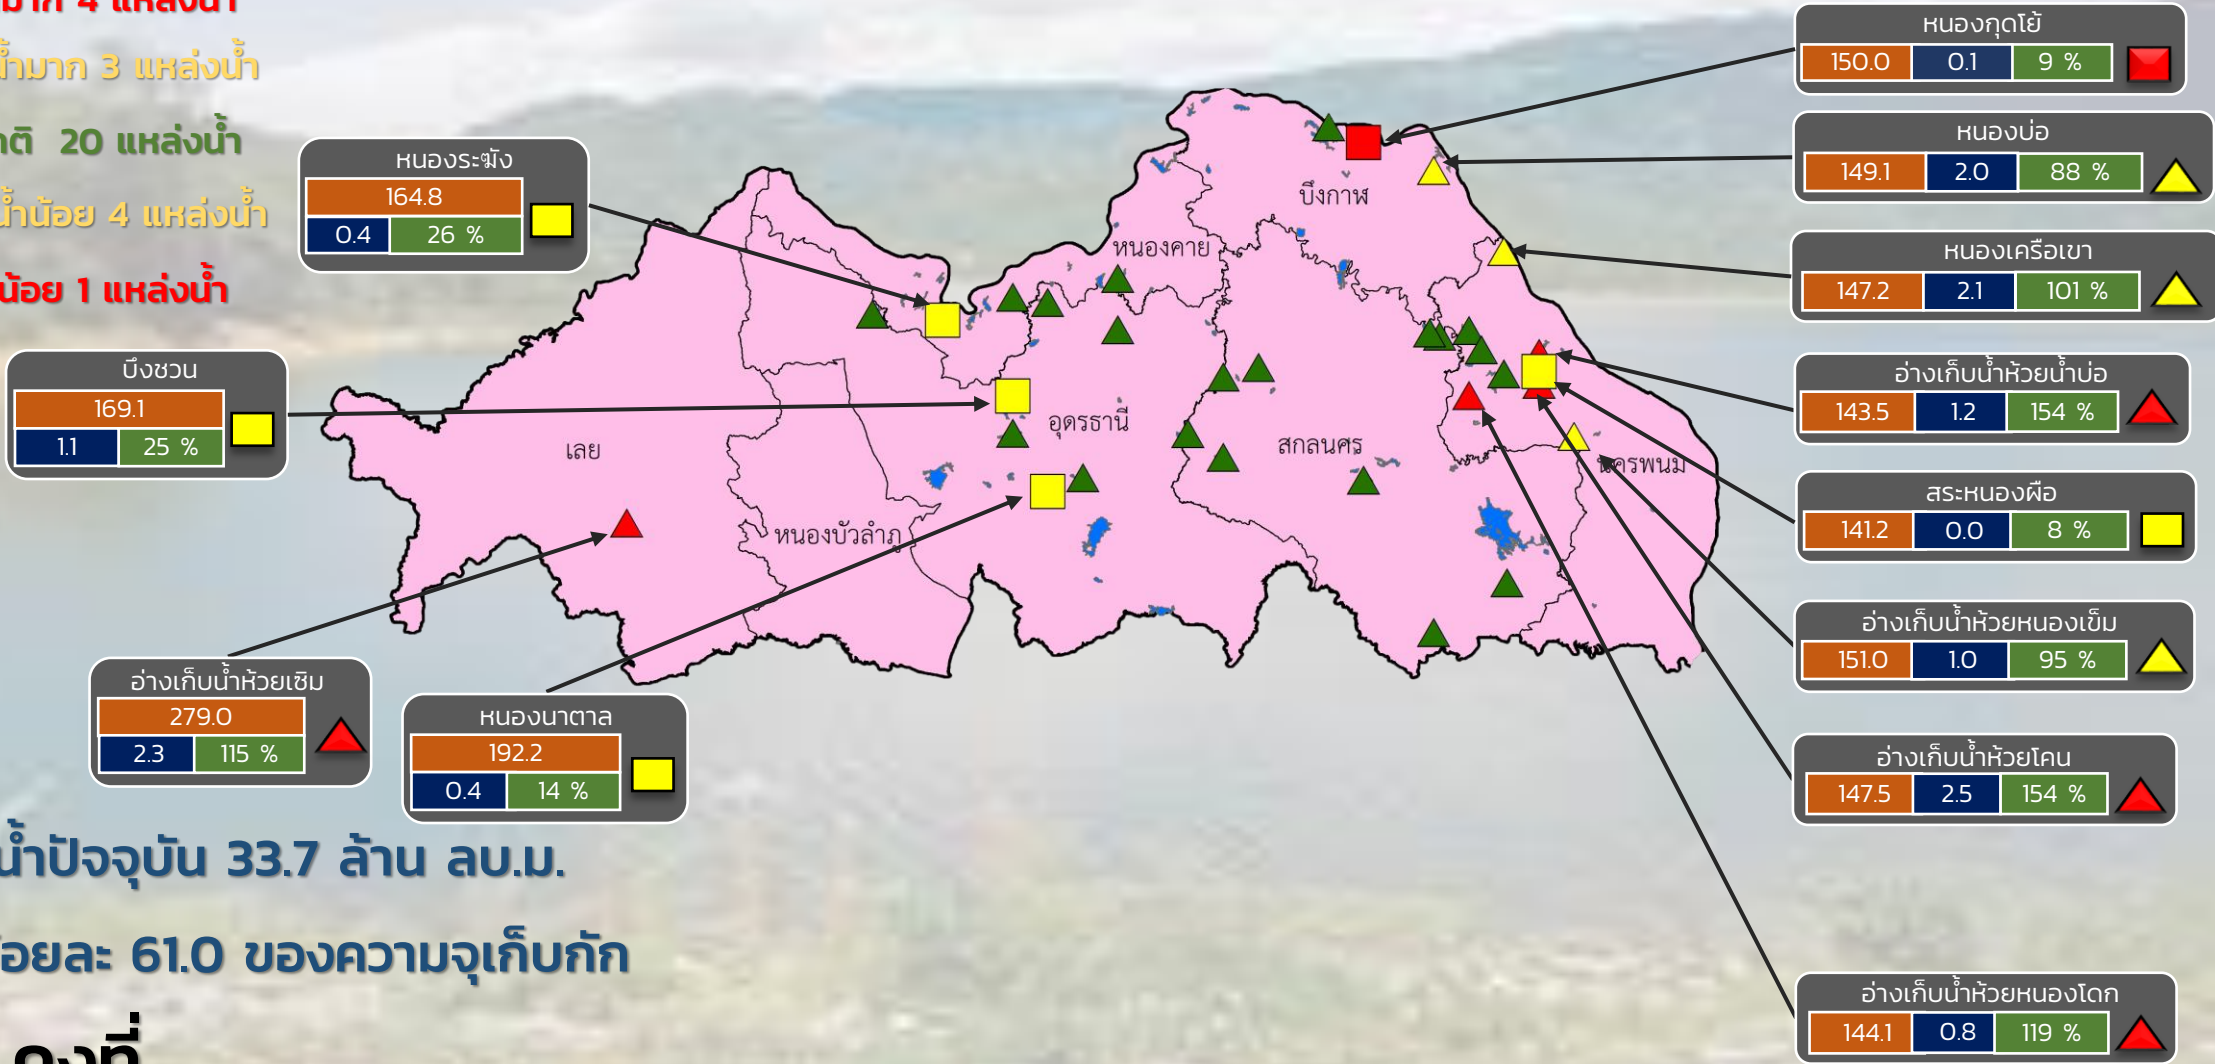 มาก 4 แหล่งน้ำ
น้ำมาก 3 แหล่งน้ำ
20 แหล่งน้ำ
น้ำน้อย 4 แหล่งน้ำ
น้อย 1 แหล่งน้ำ
หนองระฆัง
164.8
0.4 26 %
บึงชวน
169.1
1.1 25 %
อ่างเก็บน้ำห้วยเซิม
279.0
2.3 115 %
หนองนาตาล
192.2
0.4 14 %
บึงกาฬ
หนองคาย
อุดรธานี
สกลนคร
เลย
หนองบัวลำภู
นครพนม
หนองกุดโย้
150.0 0.1 9 %
หนองบ่อ
149.1 2.0 88 %
หนองเครือเขา
147.2 2.1 101 %
อ่างเก็บน้ำห้วยน้ำบ่อ
143.5 1.2 154 %
สระหนองผือ
141.2 0.0 8 %
อ่างเก็บน้ำห้วยหนองเข็ม
151.0 1.0 95 %
อ่างเก็บน้ำห้วยโคน
147.5 2.5 154 %
อ่างเก็บน้ำห้วยหนองโดก
144.1 0.8 119 %
น้ำปัจจุบัน 33.7 ล้าน ลบ.ม.
้อยละ 61.0 ของความจุเก็บกัก